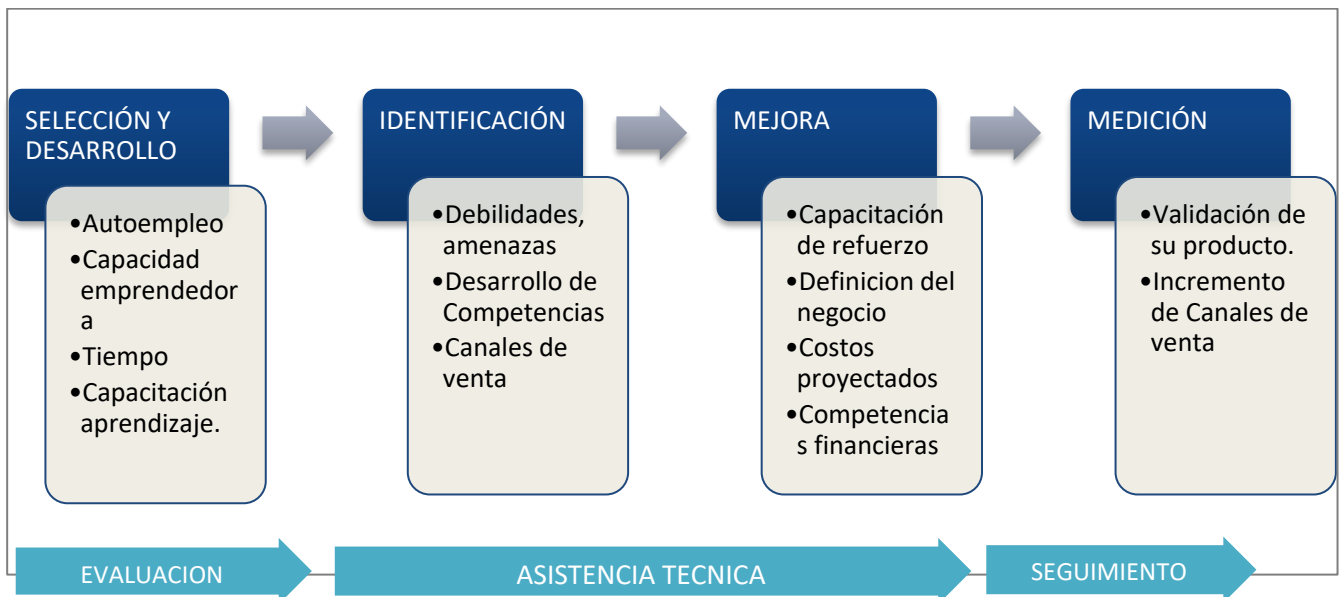 SELECCIÓN Y
DESARROLLO
•Autoempleo
•Capacidad
emprendedor
a
•Tiempo
•Capacitación
aprendizaje.
IDENTIFICACIÓN
•Debilidades,
amenazas
•Desarrollo de
Competencias
•Canales de
venta
MEJORA
•Capacitación
de refuerzo
•Definicion del
negocio
•Costos
proyectados
•Competencia
s financieras
MEDICIÓN
•Validación de
su producto.
•Incremento
de Canales de
venta
EVALUACION
ASISTENCIA TECNICA
SEGUIMIENTO